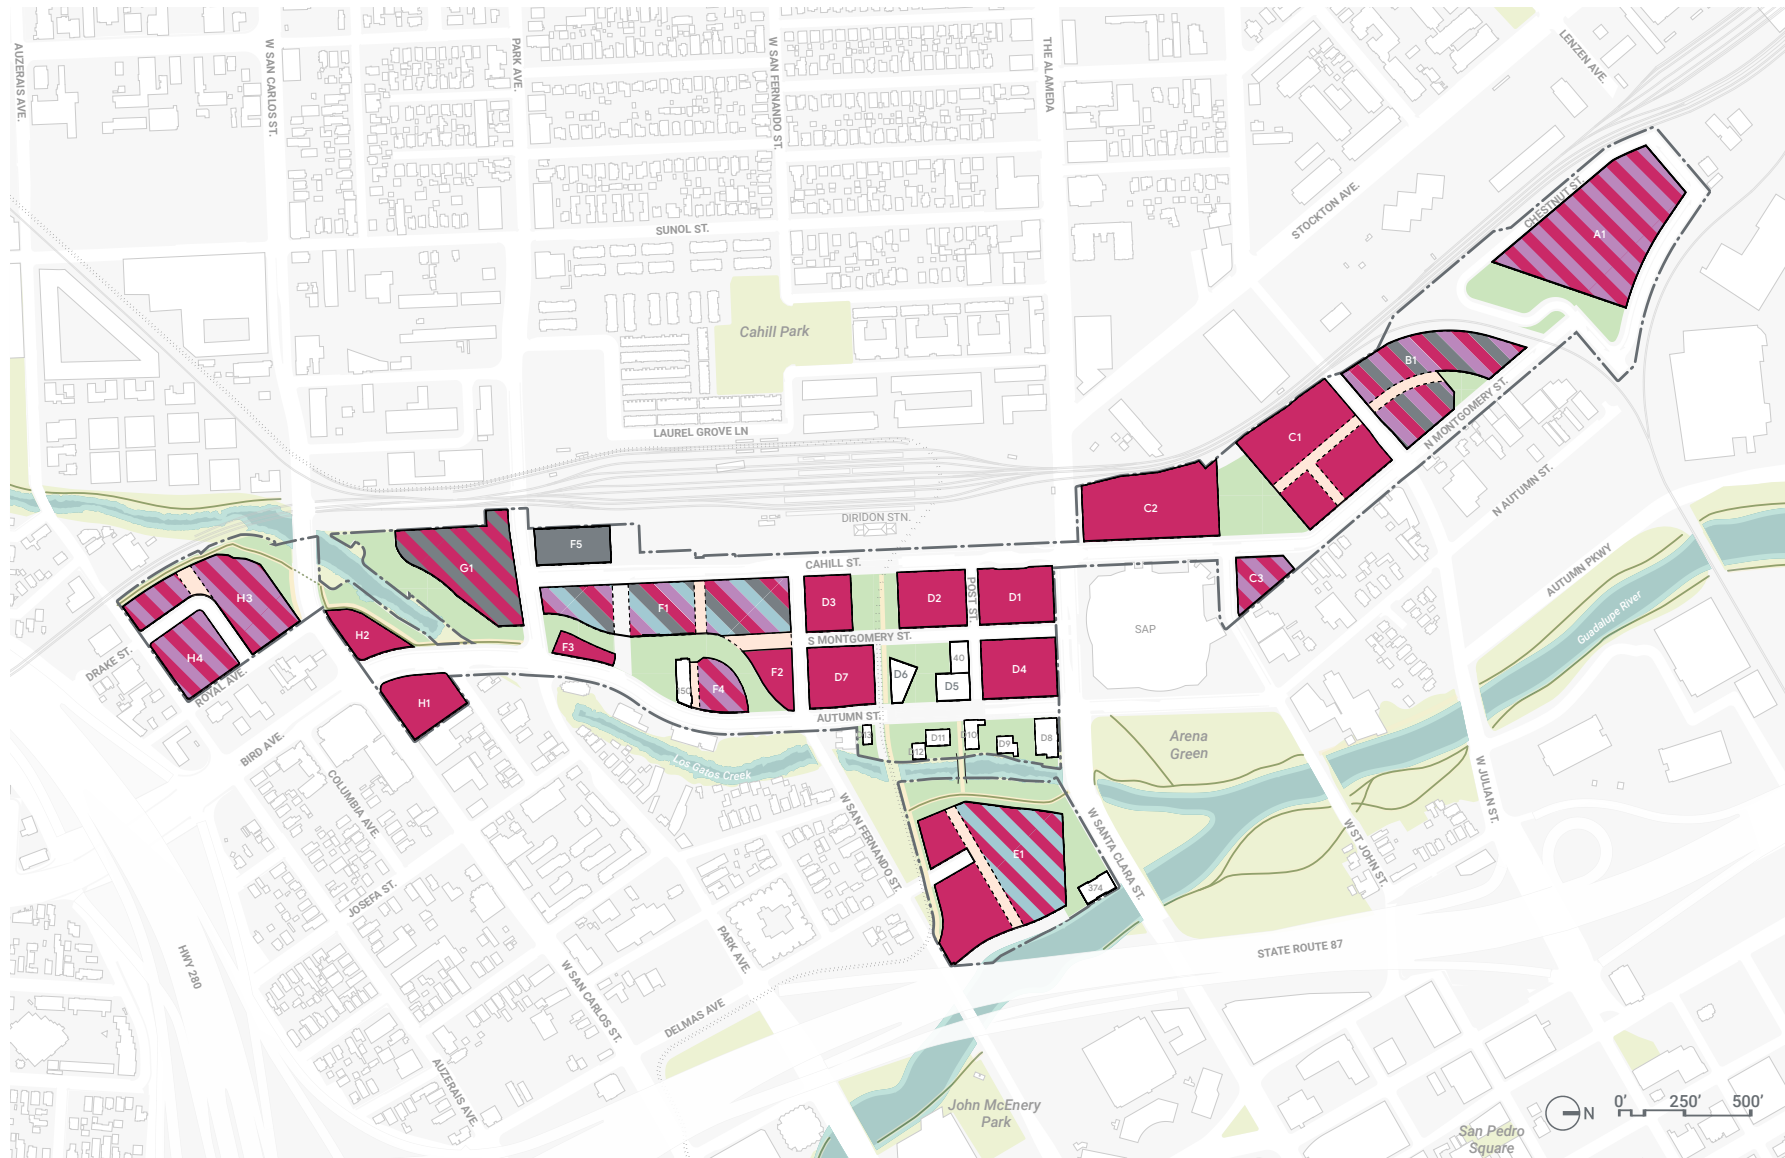 AUZERAIS AVE.
W SAN CARLOS ST.
PARK AVE.
W SAN FERNANDO ST.
THE ALAMEDA
LENZEN AVE.
STOCKTON AVE.
CHESTNUT ST.
SUNOL ST.
Cahill Park
LAUREL GROVE LN
DIRIDON STN.
CAHILL ST.
A1
B1
C1
C2
C3
N MONTGOMERY ST.
N AUTUMN ST.
AUTUMN PKWY
Guadalupe River
SAP
G1
F5
F1
F3
F2
F4
D3
D2
D1
POST ST.
S MONTGOMERY ST.
D7
D6
40
D5
D4
AUTUMN ST.
D12
D11
D10
D9
D8
H3
H4
H2
H1
DRAKE ST.
ROYAL AVE.
BIRD AVE.
COLUMBIA AVE.
JOSEFA ST.
Los Gatos Creek
W SAN FERNANDO ST.
E1
374
W SANTA CLARA ST.
Arena
Green
W JULIAN ST.
W ST JOHN ST.
HWY 280
AUZERAIS AVE.
W SAN CARLOS ST.
PARK AVE.
DELMAS AVE
STATE ROUTE 87
John McEnery
Park
San Pedro
Square
N
0' 250' 500'